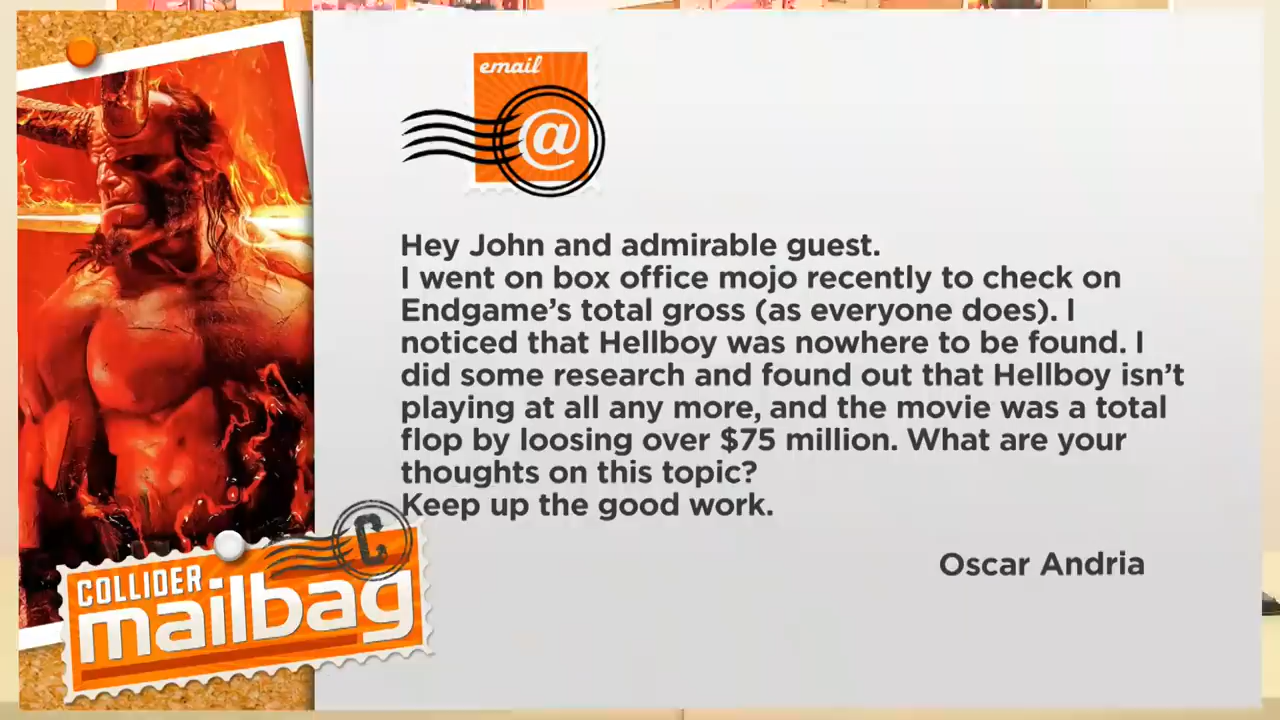 email
@
Hey John and admirable guest.
I went on box office mojo recently to check on
Endgame's total gross (as everyone does). I
noticed that Hellboy was nowhere to be found. I
did some research and found out that Hellboy isn't
playing at all any more, and the movie was a total
flop by loosing over $75 million. What are your
thoughts on this topic?
Keep up the good work.
Oscar Andria
C
COLLIDER
mailbag